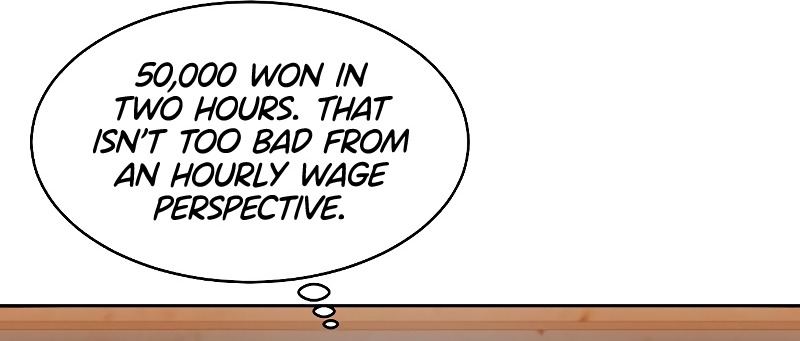 50,000 WON IN
TWO HOURS. THAT
ISN'T TOO BAD FROM
AN HOURLY WAGE
PERSPECTIVE.